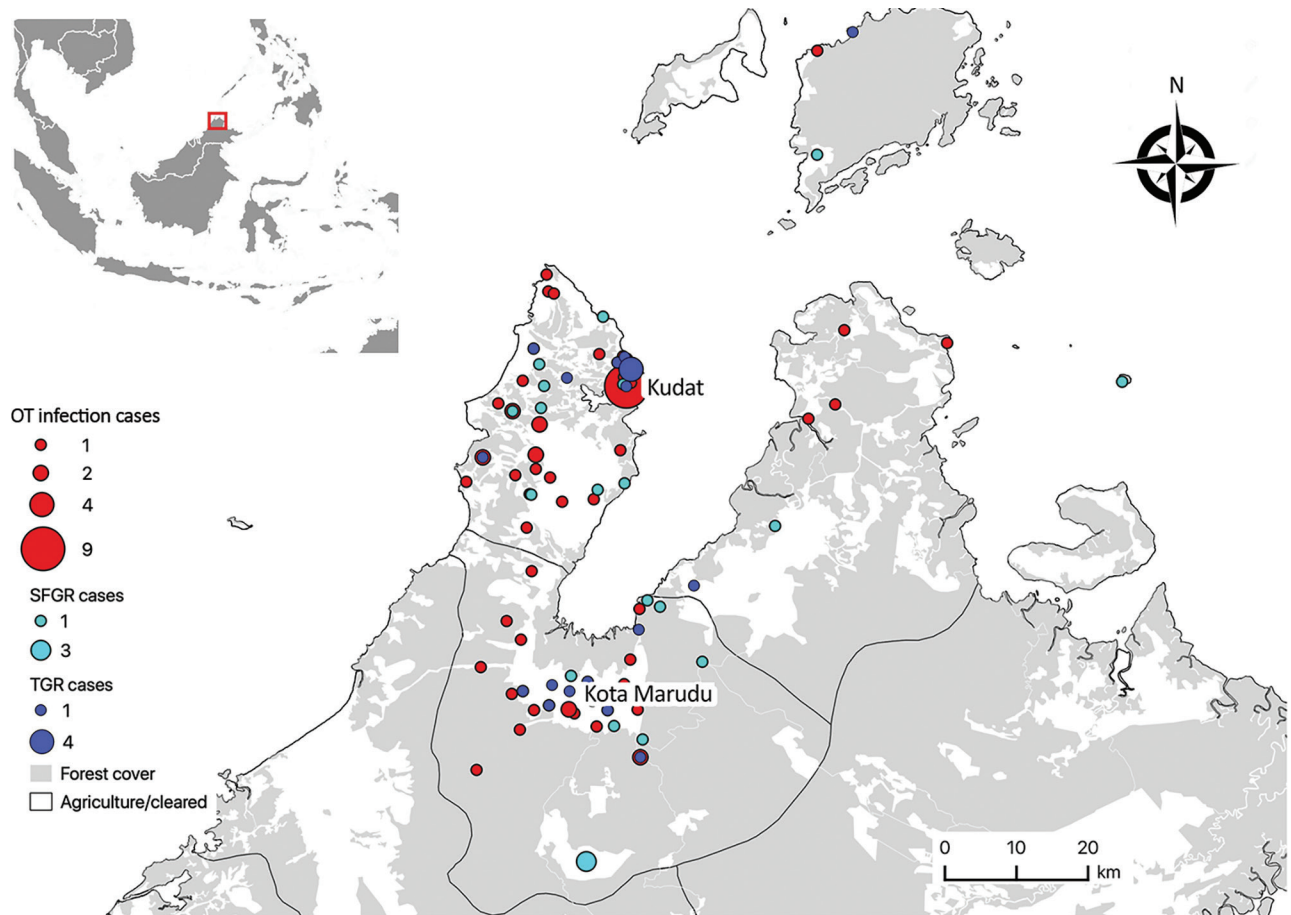 N
Kudat
OT infection cases
1
2
4
9
SFGR cases
1
3
TGR cases
1
4
Forest cover
Agriculture/cleared
Kota Marudu
0 10 20
km